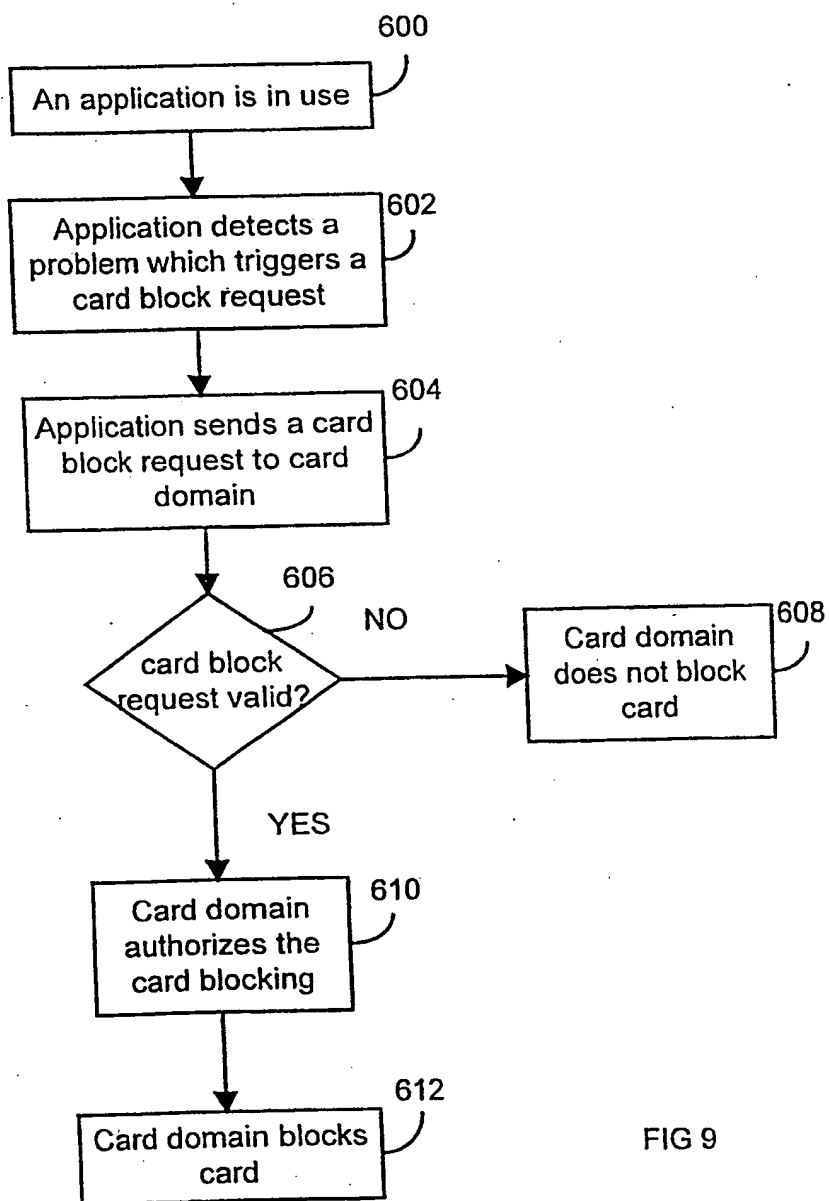 600
An application is in use
602
Application detects a
problem which triggers a
card block request
604
Application sends a card
block request to card
domain
606
card block
request valid?
NO
608
Card domain
does not block
card
YES
610
Card domain
authorizes the
card blocking
612
Card domain blocks
card
FIG 9